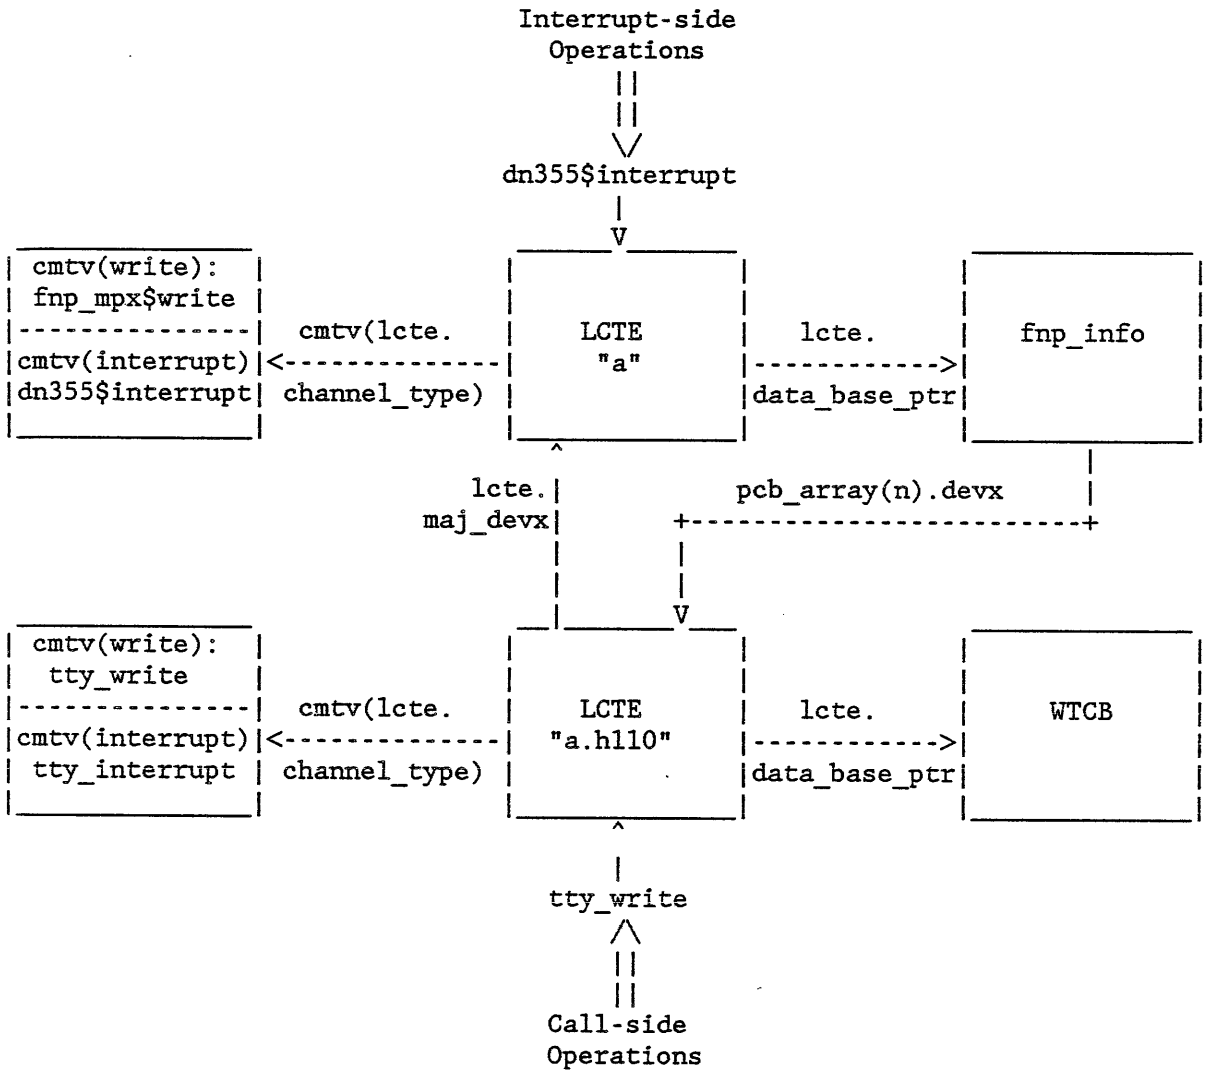 Interrupt-side
Operations
dn355$interrupt
cmtv(write):
fnp_mpx$write
cmtv(interrupt)
dn355$interrupt
cmtv(lcte.
channel_type)
LCTE
"a"
lcte.
data_base_ptr
fnp_info
lcte.
maj_devx
pcb_array(n).devx
cmtv(write):
tty_write
cmtv(interrupt)
tty_interrupt
cmtv(lcte.
channel_type)
LCTE
"a.h110"
lcte.
data_base_ptr
WTCB
tty_write
Call-side
Operations